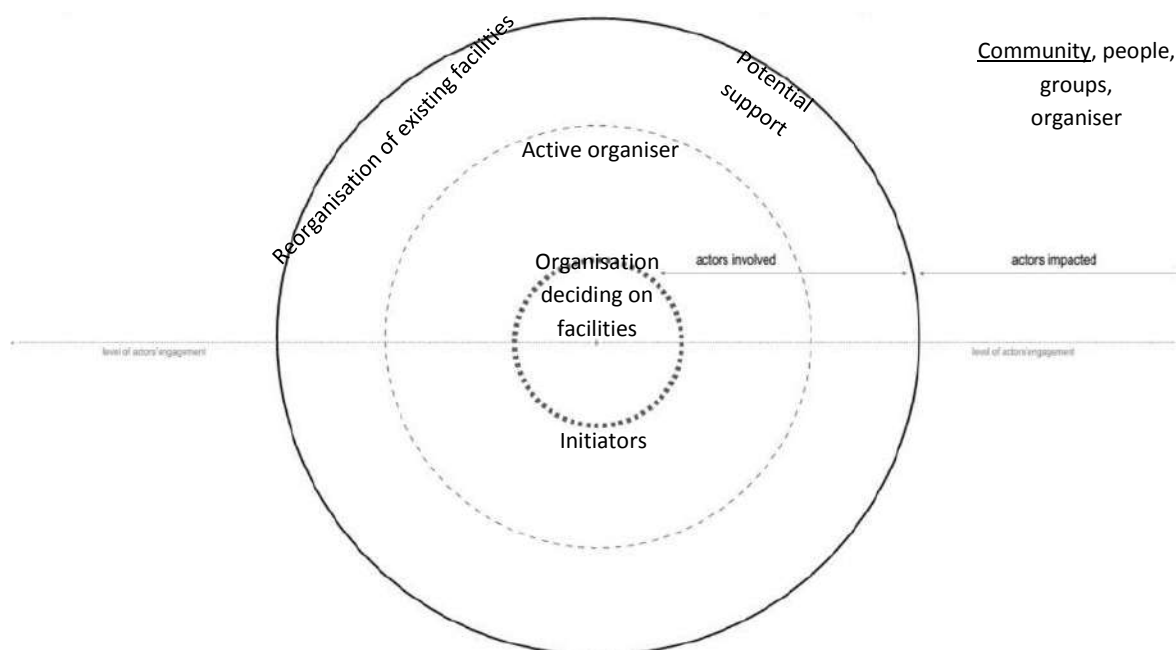 Reorganisation of existing facilities
Potential
support
Community, people,
groups,
organiser
Active organiser
Organisation
deciding on
facilities
actors involved
actors impacted
level of actors' engagement
level of actors' engagement
Initiators